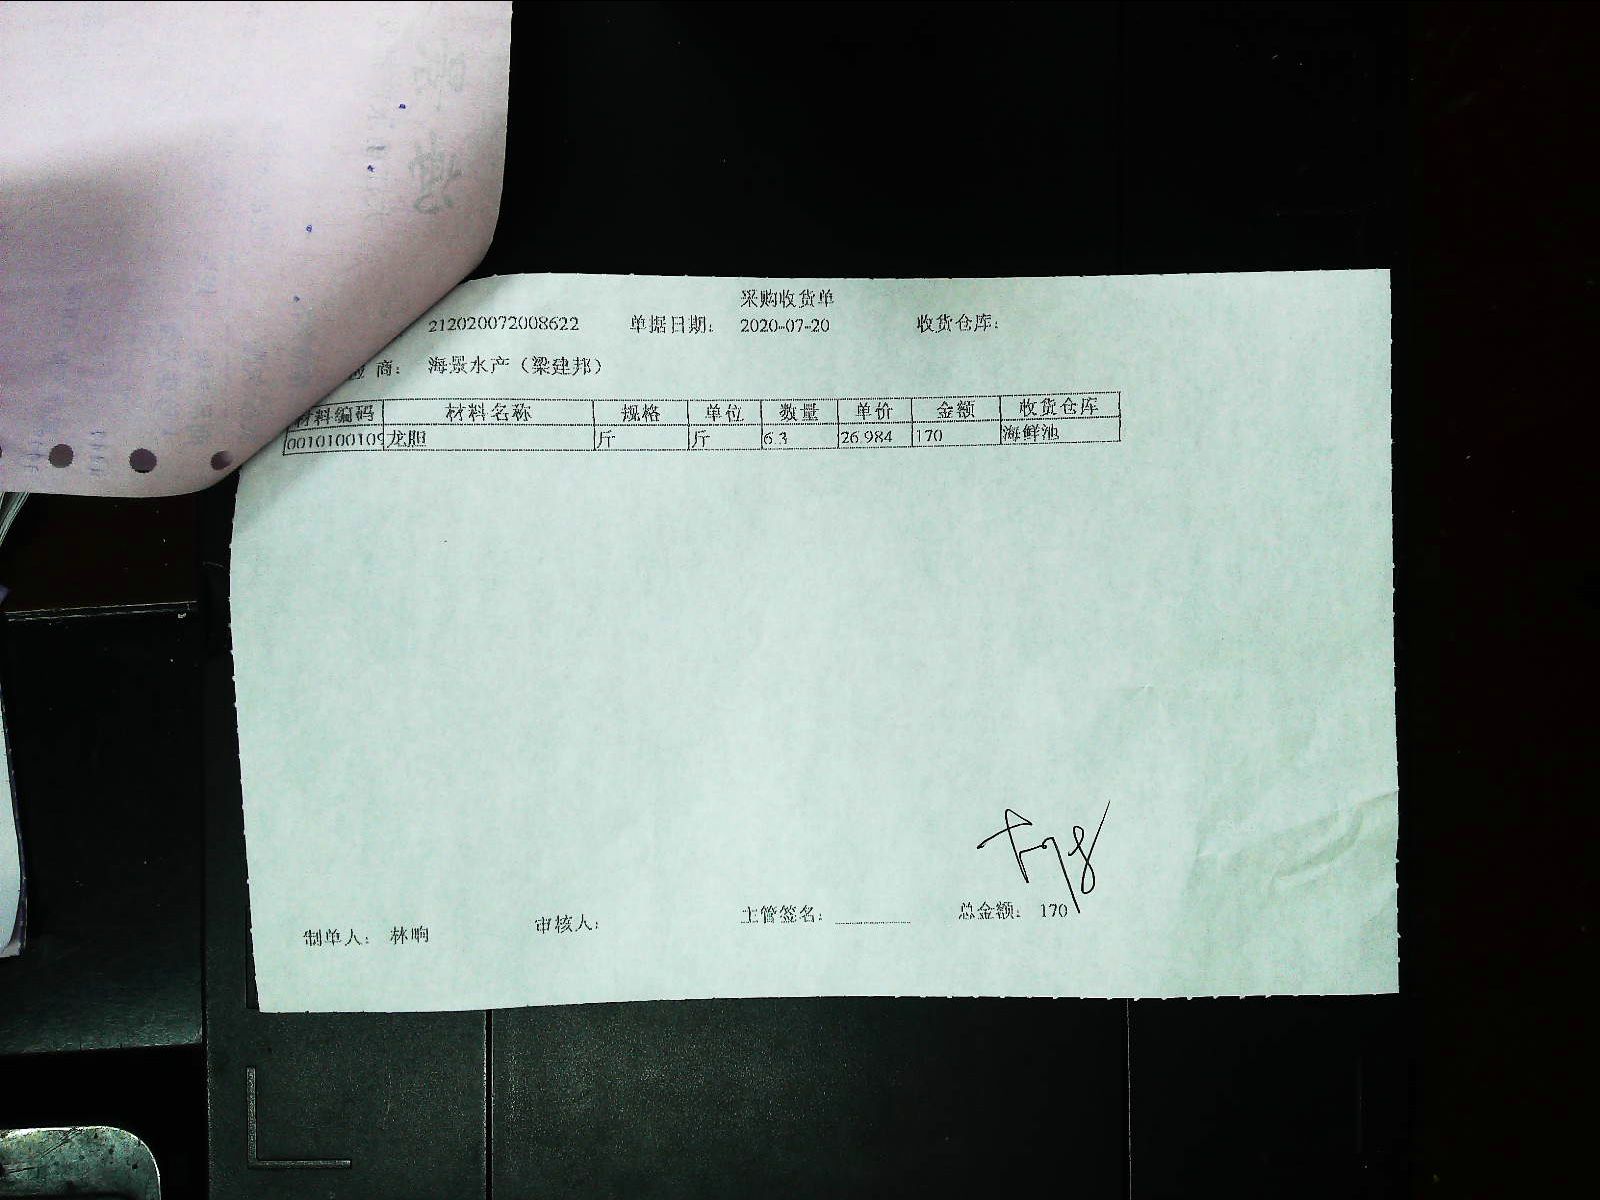 采购收货单
212020072008622 单据日期: 2020-07-20 收货仓库:
应 商: 海景水产（梁建邦）
材料编码 材料名称 规格 单位 数量 单价 金额 收货仓库
0010100109 龙胆 斤 斤 6.3 26.984 170 海鲜池
制单人: 林晌 审核人: 主管签名: 总金额: 170